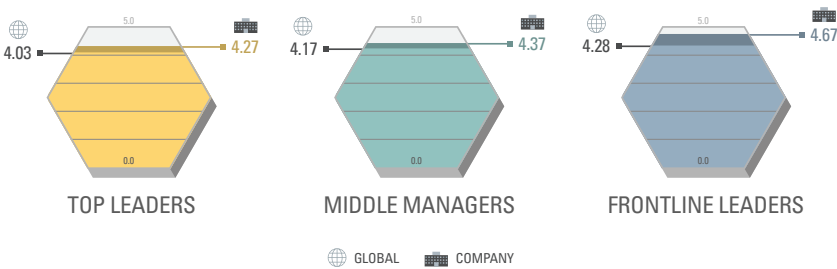 5.0
4.03
4.27
0.0
TOP LEADERS
5.0
4.17
4.37
0.0
MIDDLE MANAGERS
5.0
4.28
4.67
0.0
FRONTLINE LEADERS
GLOBAL
COMPANY